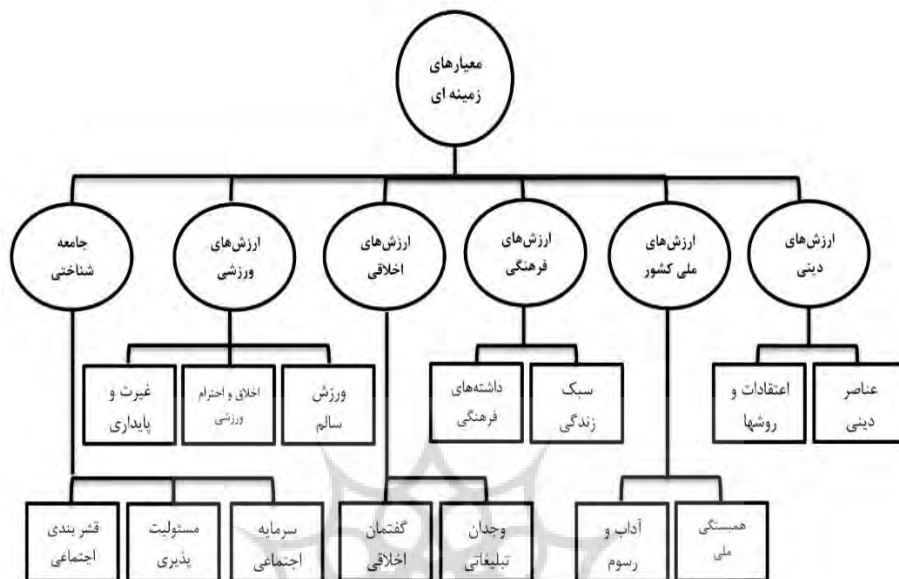 معیارهای
زمینه ای
ارزش‌های
دینی
ارزش‌های
ملی کشور
ارزش‌های
فرهنگی
ارزش‌های
اخلاقی
ارزش‌های
ورزشی
جامعه
شناختی
عناصر
دینی
اعتقادات و
روشها
سبک
زندگی
داشته‌های
فرهنگی
ورزش
سالم
اخلاق و احترام
ورزشی
غیرت و
پایداری
همبستگی
ملی
آداب و
رسوم
وجدان
تبلیغاتی
گفتمان
اخلاقی
سرمایه
اجتماعی
مسئولیت
پذیری
قشر بندی
اجتماعی